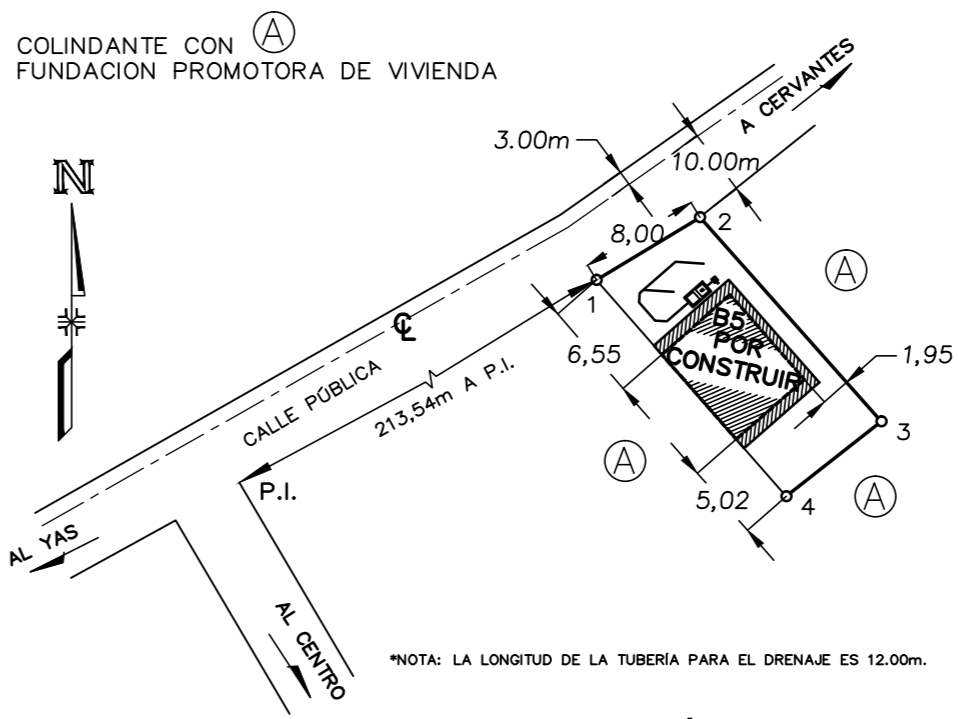 COLINDANTE CON A
FUNDACION PROMOTORA DE VIVIENDA
N
A CERVANTES
3.00m
10.00m
8,00
2
A
1
6,55
B5
POR
CONSTRUIR
1,95
CL
CALLE PÚBLICA
213,54m A P.I.
3
A
A
P.I.
5,02
4
AL YAS
AL CENTRO
*NOTA: LA LONGITUD DE LA TUBERÍA PARA EL DRENAJE ES 12.00m.